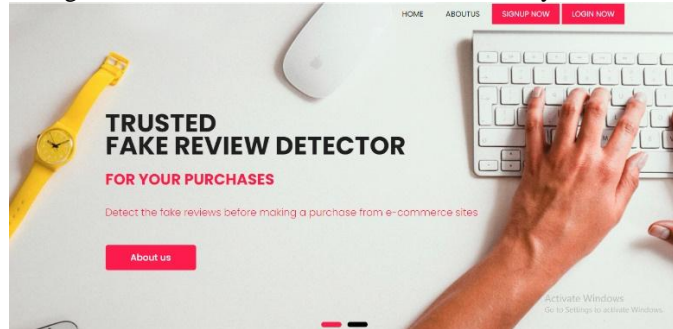 HOME ABOUTUS SIGNUP NOW LOGIN NOW
TRUSTED
FAKE REVIEW DETECTOR
FOR YOUR PURCHASES
Detect the fake reviews before making a purchase from e-commerce sites
About us
Activate Windows
Go to Settings to activate Windows.